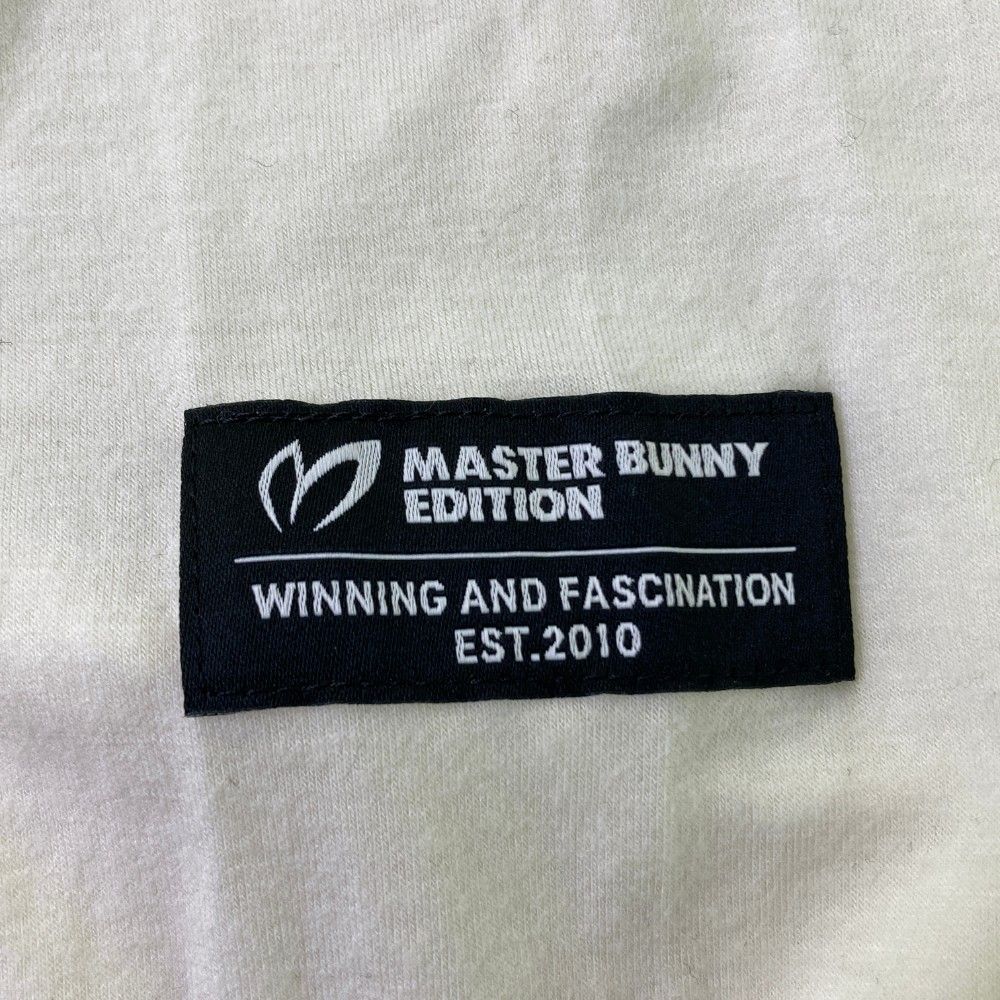 MASTER BUNNY
EDITION
WINNING AND FASCINATION
EST.2010